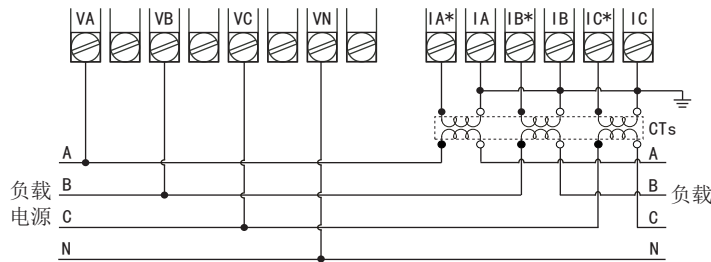 VA VB VC VN IA* IA IB* IB IC* IC
CTs
A A
负载 B B 负载
电源 C C
N N